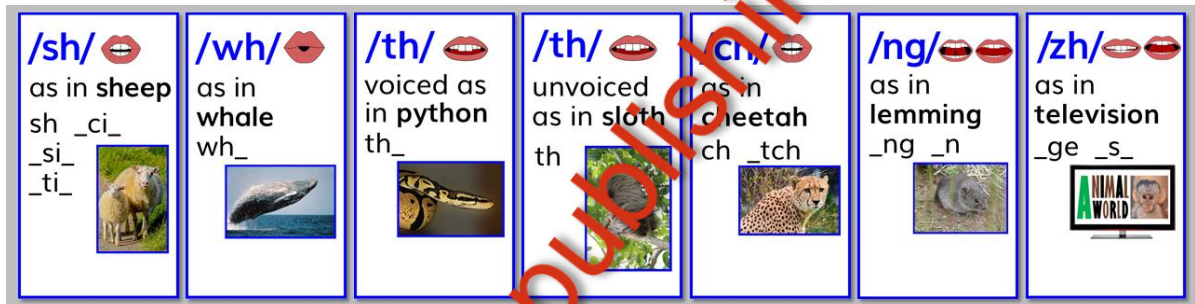 /sh/
as in sheep
sh _ci_
_si_
_ti_
/wh/
as in
whale
wh_
/th/
voiced as
in python
th_
/th/
unvoiced
as in sloth
th
/ch/
as in
cheetah
ch _tch
/ng/
as in
lemming
_ng _n
/zh/
as in
television
_ge _s_
ANIMAL
WORLD
publishi